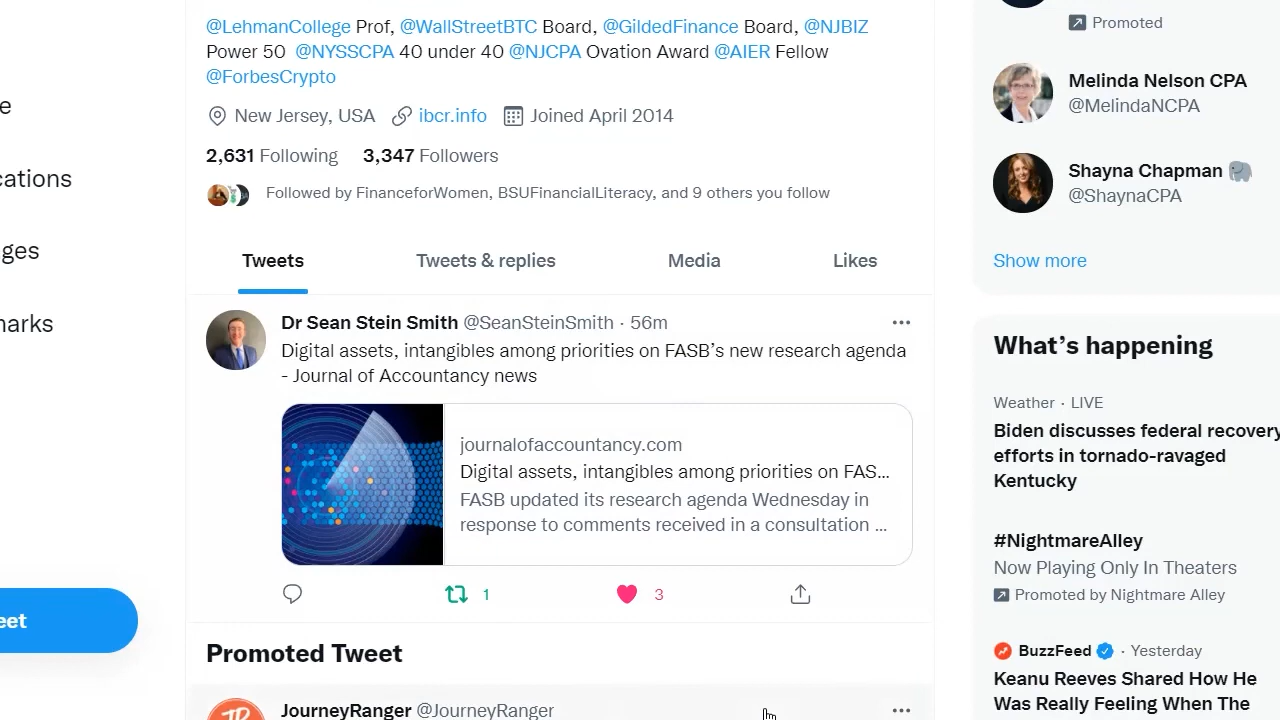 @LehmanCollege Prof, @WallStreetBTC Board, @GildedFinance Board, @NJBIZ
Power 50 @NYSSCPA 40 under 40 @NJCPA Ovation Award @AIER Fellow
@ForbesCrypto
New Jersey, USA ibcr.info Joined April 2014
2,631 Following 3,347 Followers
Followed by FinanceforWomen, BSUFinancialLiteracy, and 9 others you follow
Tweets Tweets & replies Media Likes
Dr Sean Stein Smith @SeanSteinSmith · 56m
Digital assets, intangibles among priorities on FASB’s new research agenda
- Journal of Accountancy news
journalofaccountancy.com
Digital assets, intangibles among priorities on FAS...
FASB updated its research agenda Wednesday in
response to comments received in a consultation ...
1 3
Promoted Tweet
JourneyRanger @JourneyRanger
e
cations
ges
narks
eet
Promoted
Melinda Nelson CPA
@MelindaNCPA
Shayna Chapman
@ShaynaCPA
Show more
What’s happening
Weather · LIVE
Biden discusses federal recovery
efforts in tornado-ravaged
Kentucky
#NightmareAlley
Now Playing Only In Theaters
Promoted by Nightmare Alley
BuzzFeed · Yesterday
Keanu Reeves Shared How He
Was Really Feeling When The